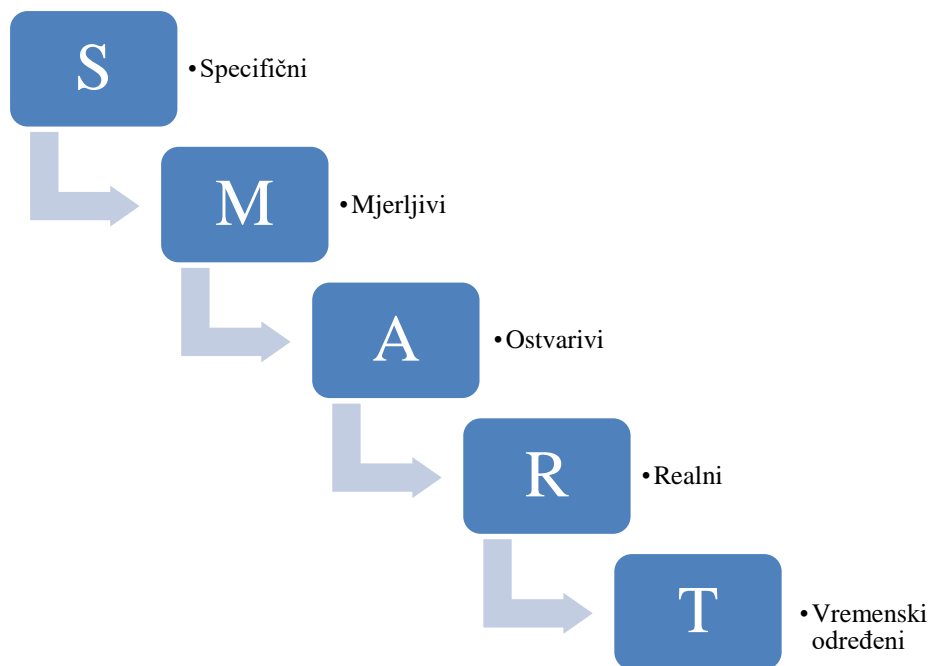 S
•Specifični
M
•Mjerljivi
A
•Ostvarivi
R
•Realni
T
•Vremenski
određeni